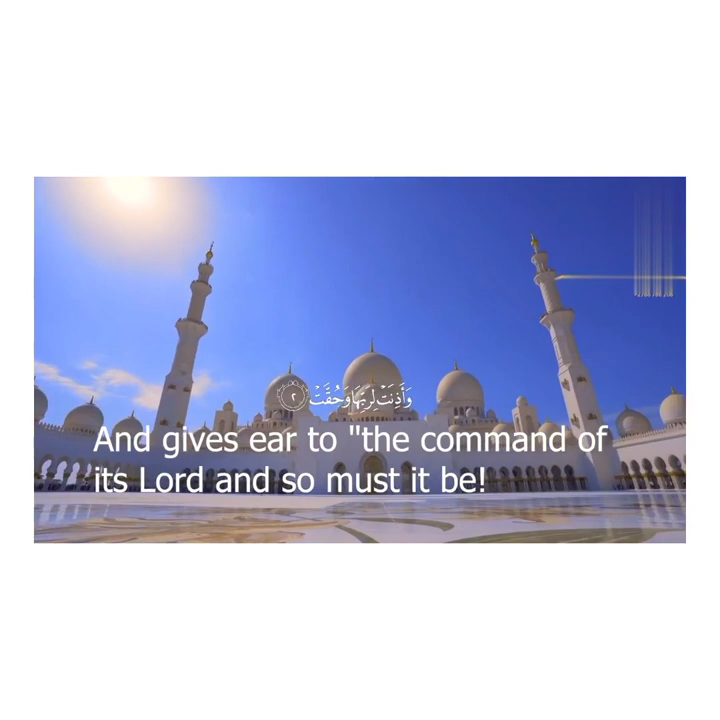 وَأَذِنَتْ لِرَبِّهَا وَحُقَّتْ ٢
And gives ear to "the command of
its Lord and so must it be!